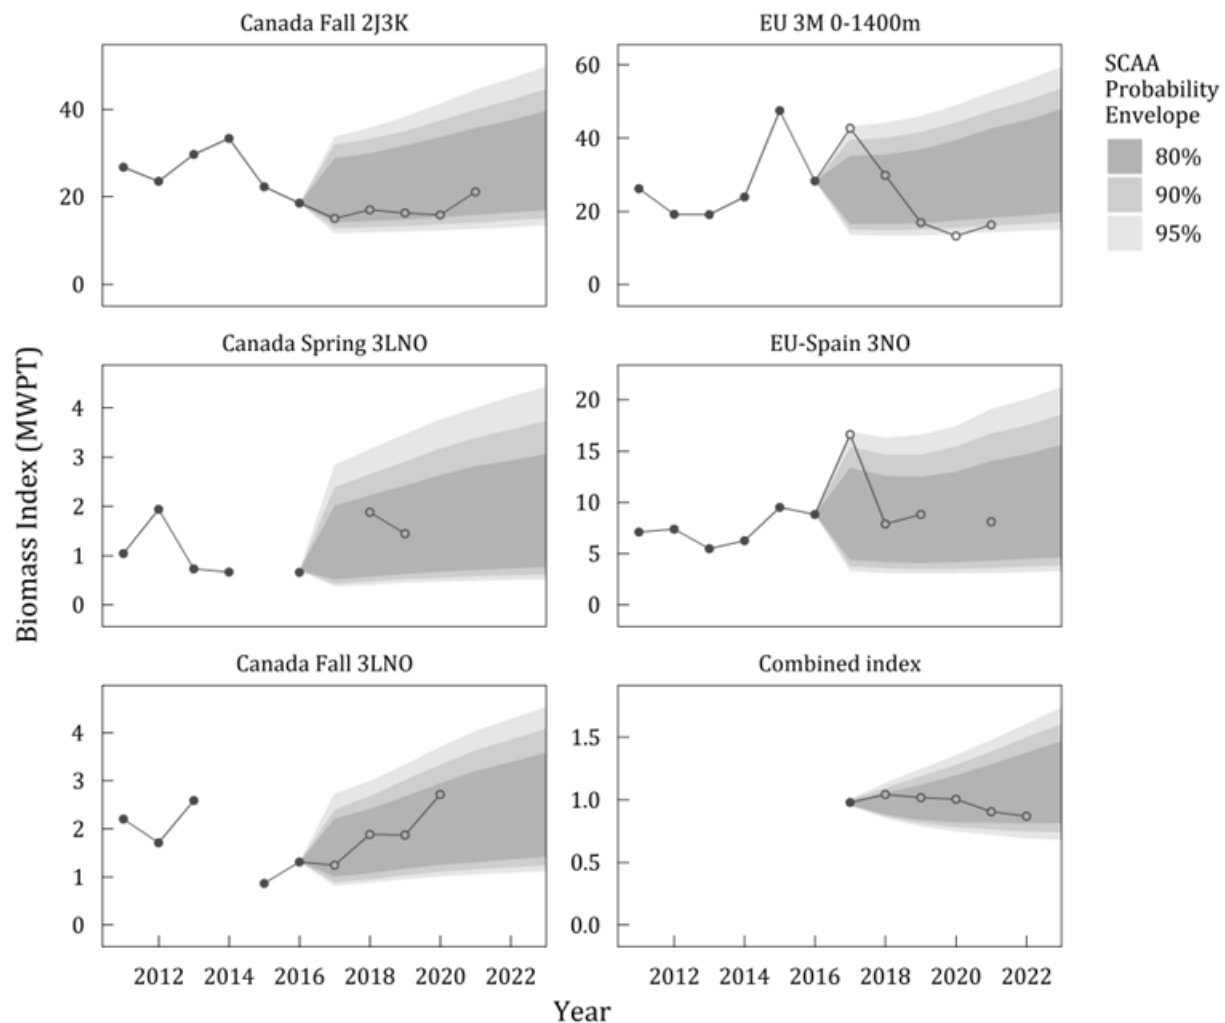 Canada Fall 2J3K
EU 3M 0-1400m
40
20
0
60
40
20
0
SCAA
Probability
Envelope
80%
90%
95%
Biomass Index (MWPT)
Canada Spring 3LNO
EU-Spain 3NO
4
3
2
1
0
20
15
10
5
0
Canada Fall 3LNO
Combined index
4
3
2
1
0
1.5
1.0
0.5
0.0
2012 2014 2016 2018 2020 2022
2012 2014 2016 2018 2020 2022
Year